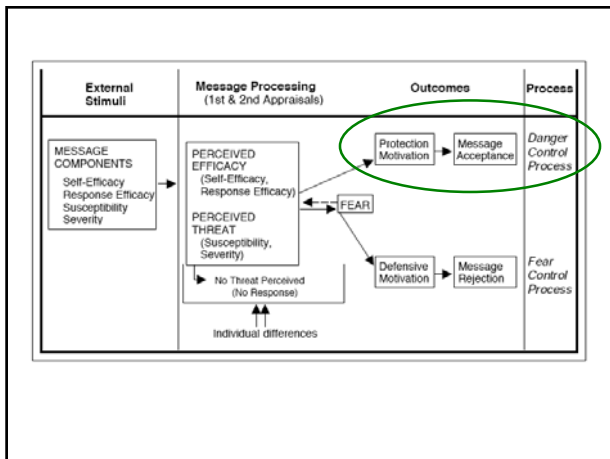 External
Stimuli
Message Processing
(1st & 2nd Appraisals)
Outcomes
Process
MESSAGE
COMPONENTS
Self-Efficacy
Response Efficacy
Susceptibility
Severity
PERCEIVED
EFFICACY
(Self-Efficacy,
Response Efficacy)
PERCEIVED
THREAT
(Susceptibility,
Severity)
No Threat Perceived
(No Response)
Individual differences
FEAR
Protection
Motivation
Message
Acceptance
Danger
Control
Process
Defensive
Motivation
Message
Rejection
Fear
Control
Process